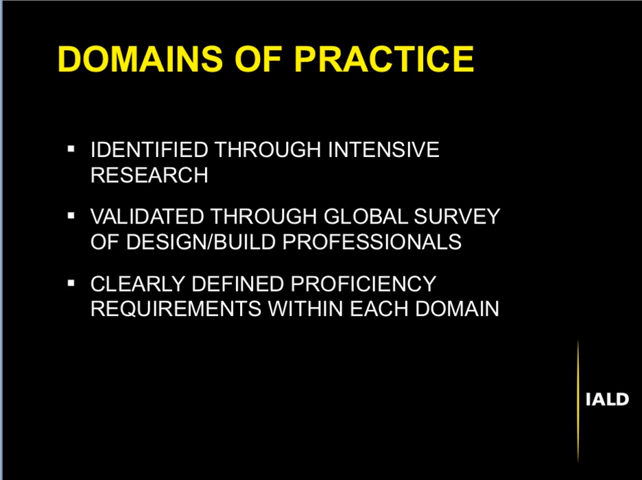 DOMAINS OF PRACTICE
▪ IDENTIFIED THROUGH INTENSIVE
RESEARCH
▪ VALIDATED THROUGH GLOBAL SURVEY
OF DESIGN/BUILD PROFESSIONALS
▪ CLEARLY DEFINED PROFICIENCY
REQUIREMENTS WITHIN EACH DOMAIN
IALD